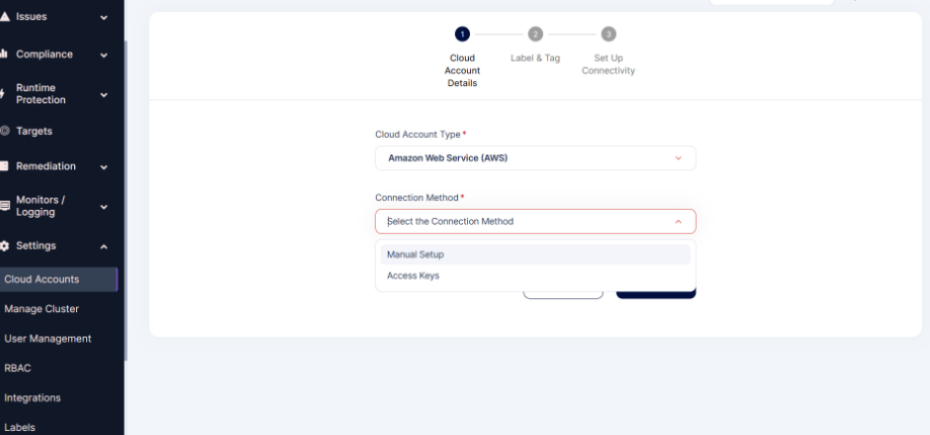 Issues
Compliance
Runtime
Protection
Targets
Remediation
Monitors /
Logging
Settings
Cloud Accounts
Manage Cluster
User Management
RBAC
Integrations
Labels
1
2
3
Cloud
Account
Details
Label & Tag
Set Up
Connectivity
Cloud Account Type *
Amazon Web Service (AWS)
Connection Method *
Select the Connection Method
Manual Setup
Access Keys